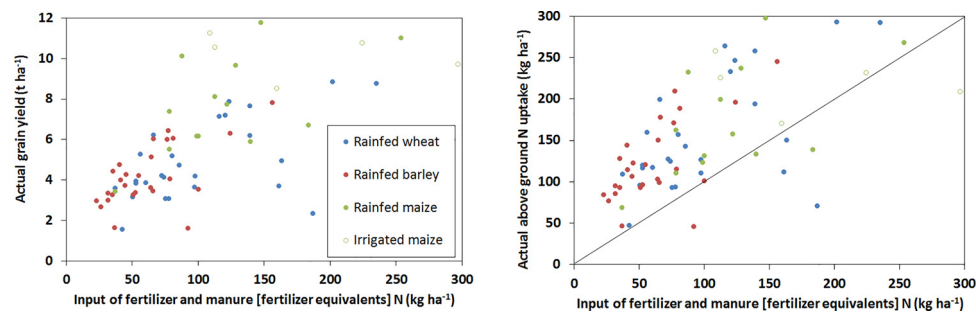 Actual grain yield (t ha⁻¹)
12
10
8
6
4
2
0
0 50 100 150 200 250 300
Input of fertilizer and manure [fertilizer equivalents] N (kg ha⁻¹)
Rainfed wheat
Rainfed barley
Rainfed maize
Irrigated maize
Actual above ground N uptake (kg ha⁻¹)
300
250
200
150
100
50
0
0 50 100 150 200 250 300
Input of fertilizer and manure [fertilizer equivalents] N (kg ha⁻¹)